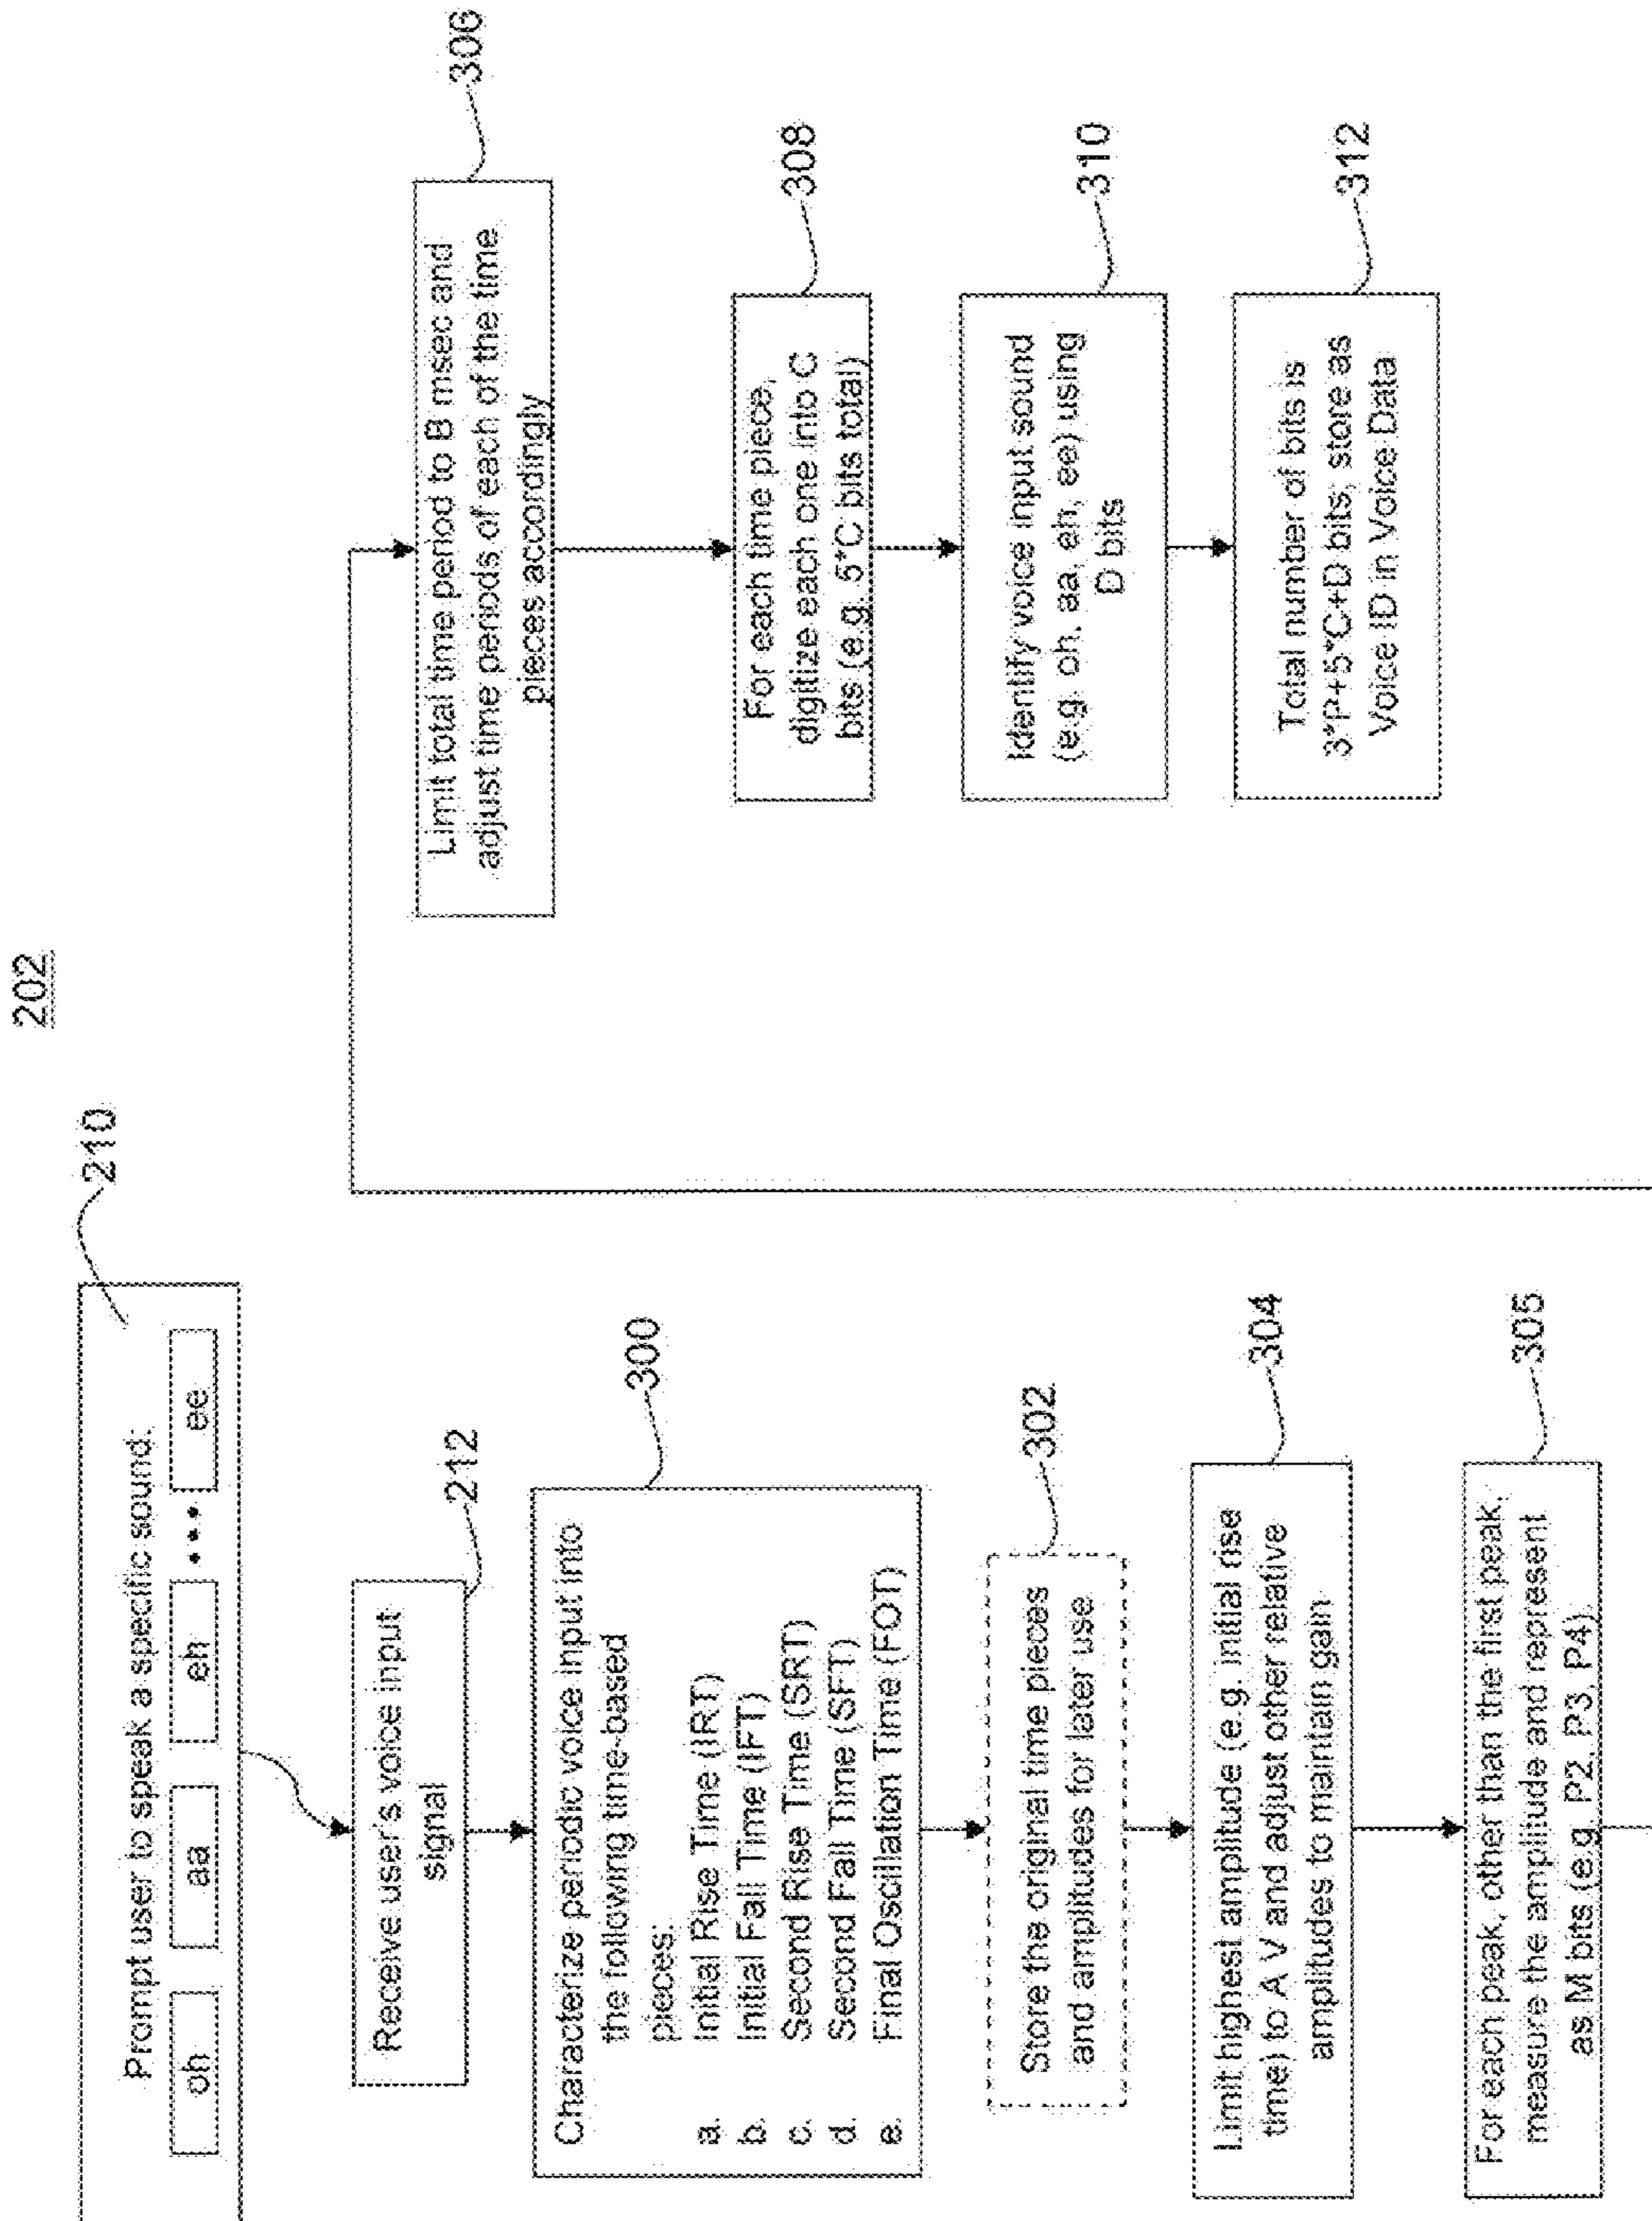 202
210
Prompt user to speak a specific sound:
oh aa eh ••• ee
212
Receive user's voice input
signal
300
Characterize periodic voice input into
the following time-based
pieces:
a. Initial Rise Time (IRT)
b. Initial Fall Time (IFT)
c. Second Rise Time (SRT)
d. Second Fall Time (SFT)
e. Final Oscillation Time (FOT)
302
Store the original time pieces
and amplitudes for later use
304
Limit highest amplitude (e.g. initial rise
time) to A V and adjust other relative
amplitudes to maintain gain
305
For each peak, other than the first peak,
measure the amplitude and represent
as M bits (e.g. P2, P3, P4)
306
Limit total time period to B msec and
adjust time periods of each of the time
pieces accordingly
308
For each time piece,
digitize each one into C
bits (e.g. 5*C bits total)
310
Identify voice input sound
(e.g. oh, aa, eh, ee) using
D bits
312
Total number of bits is
3*P+5*C+D bits; store as
Voice ID in Voice Data